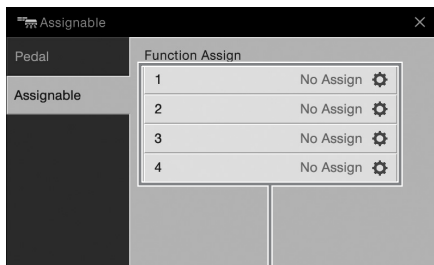 Assignable
Pedal
Assignable
Function Assign
1 No Assign
2 No Assign
3 No Assign
4 No Assign